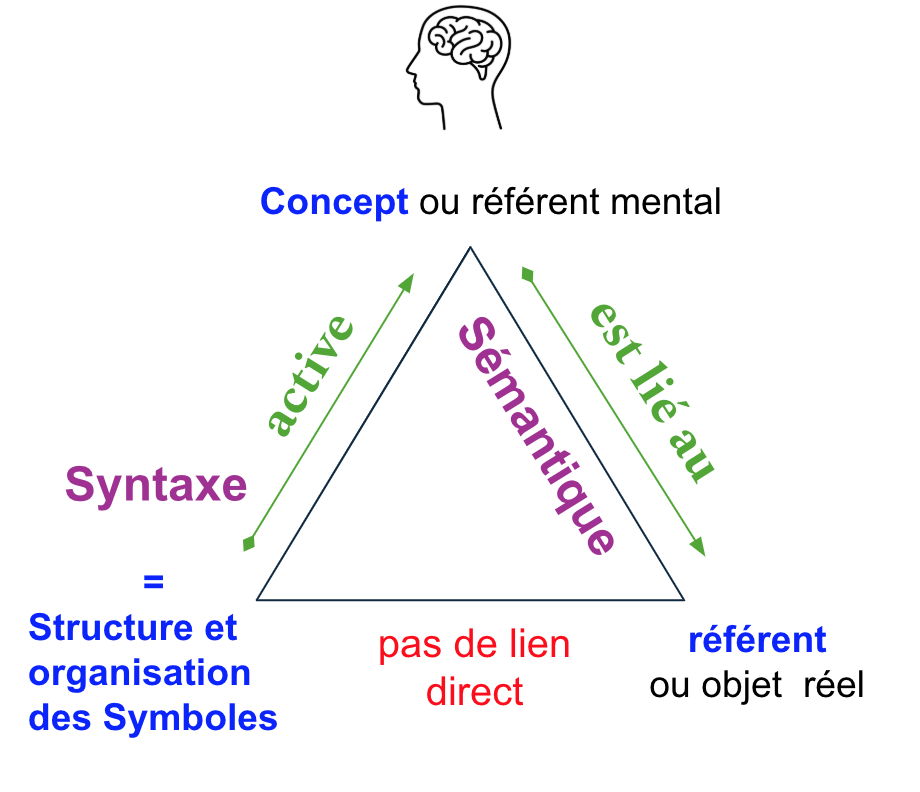 Concept ou référent mental
active
est lié au
Sémantique
Syntaxe
=
Structure et
organisation
des Symboles
pas de lien
direct
référent
ou objet réel